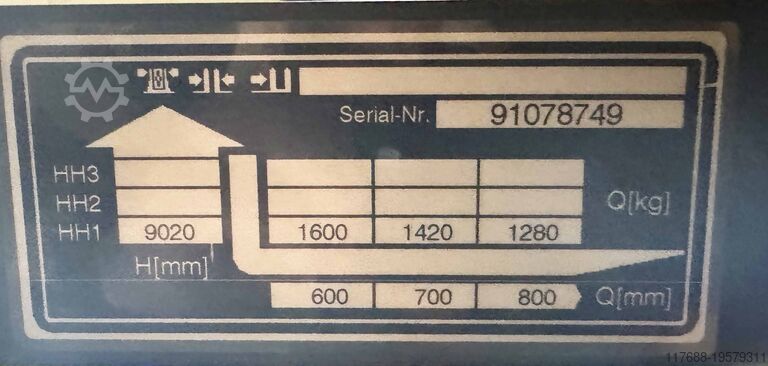 Serial-Nr. 91078749
HH3
HH2
Q[kg]
HH1 9020 1600 1420 1280
H[mm]
600 700 800 Q[mm]
117688-19579311